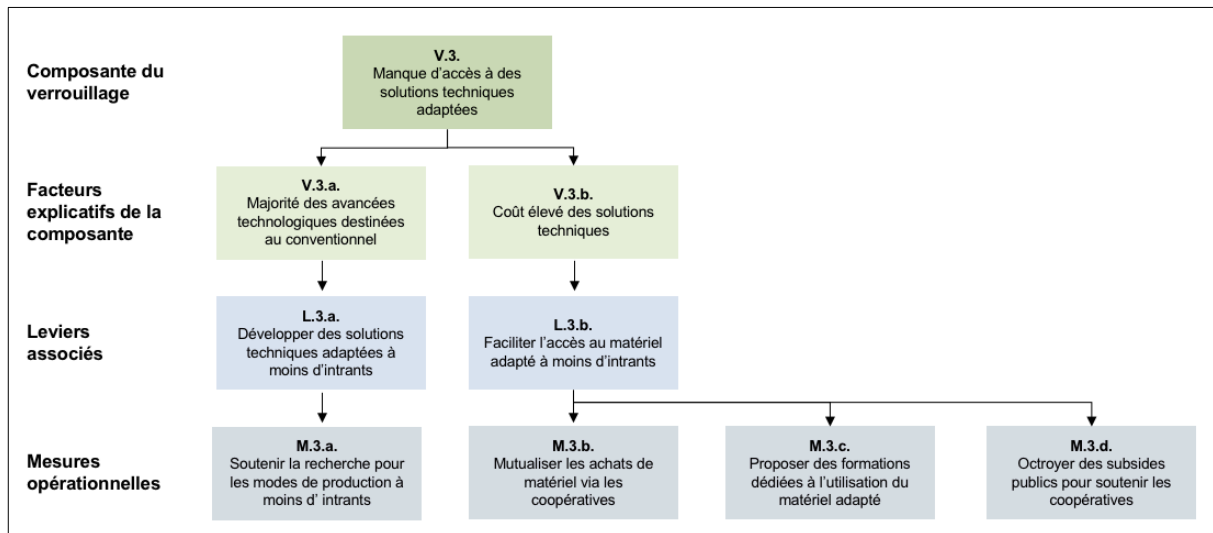 Composante du
verrouillage
V.3.
Manque d'accès à des
solutions techniques
adaptées
Facteurs
explicatifs de la
composante
V.3.a.
Majorité des avancées
technologiques destinées
au conventionnel
V.3.b.
Coût élevé des solutions
techniques
Leviers
associés
L.3.a.
Développer des solutions
techniques adaptées à
moins d'intrants
L.3.b.
Faciliter l'accès au matériel
adapté à moins d'intrants
Mesures
opérationnelles
M.3.a.
Soutenir la recherche pour
les modes de production à
moins d' intrants
M.3.b.
Mutualiser les achats de
matériel via les
coopératives
M.3.c.
Proposer des formations
dédiées à l'utilisation du
matériel adapté
M.3.d.
Octroyer des subsides
publics pour soutenir les
coopératives